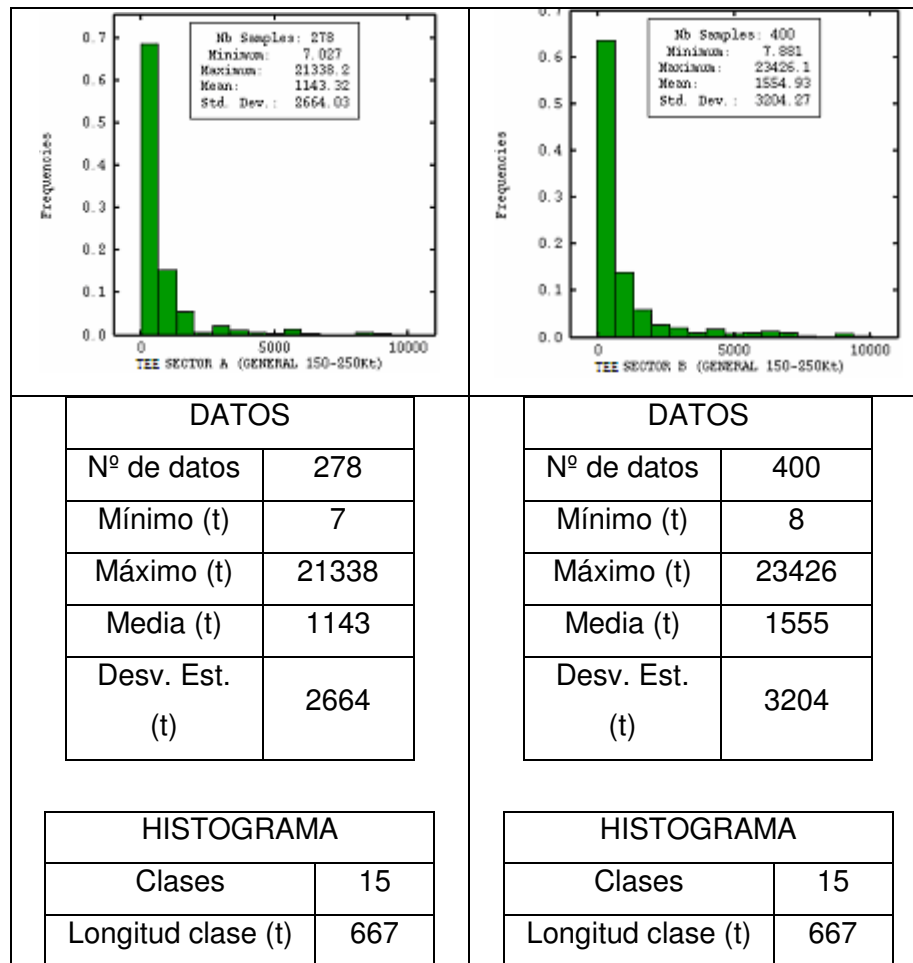 0.7
0.6
0.5
0.4
0.3
0.2
0.1
0.0
Frequencies
Nb Samples: 278
Minimum: 7.027
Maximum: 21338.2
Mean: 1143.32
Std. Dev.: 2664.03
0 5000 10000
TEE SECTOR A (GENERAL 150-250Kt)
0.7
0.6
0.5
0.4
0.3
0.2
0.1
0.0
Frequencies
Nb Samples: 400
Minimum: 7.881
Maximum: 23426.1
Mean: 1554.93
Std. Dev.: 3204.27
0 5000 10000
TEE SECTOR B (GENERAL 150-250Kt)
DATOS
Nº de datos 278
Mínimo (t) 7
Máximo (t) 21338
Media (t) 1143
Desv. Est.
(t) 2664
HISTOGRAMA
Clases 15
Longitud clase (t) 667
DATOS
Nº de datos 400
Mínimo (t) 8
Máximo (t) 23426
Media (t) 1555
Desv. Est.
(t) 3204
HISTOGRAMA
Clases 15
Longitud clase (t) 667